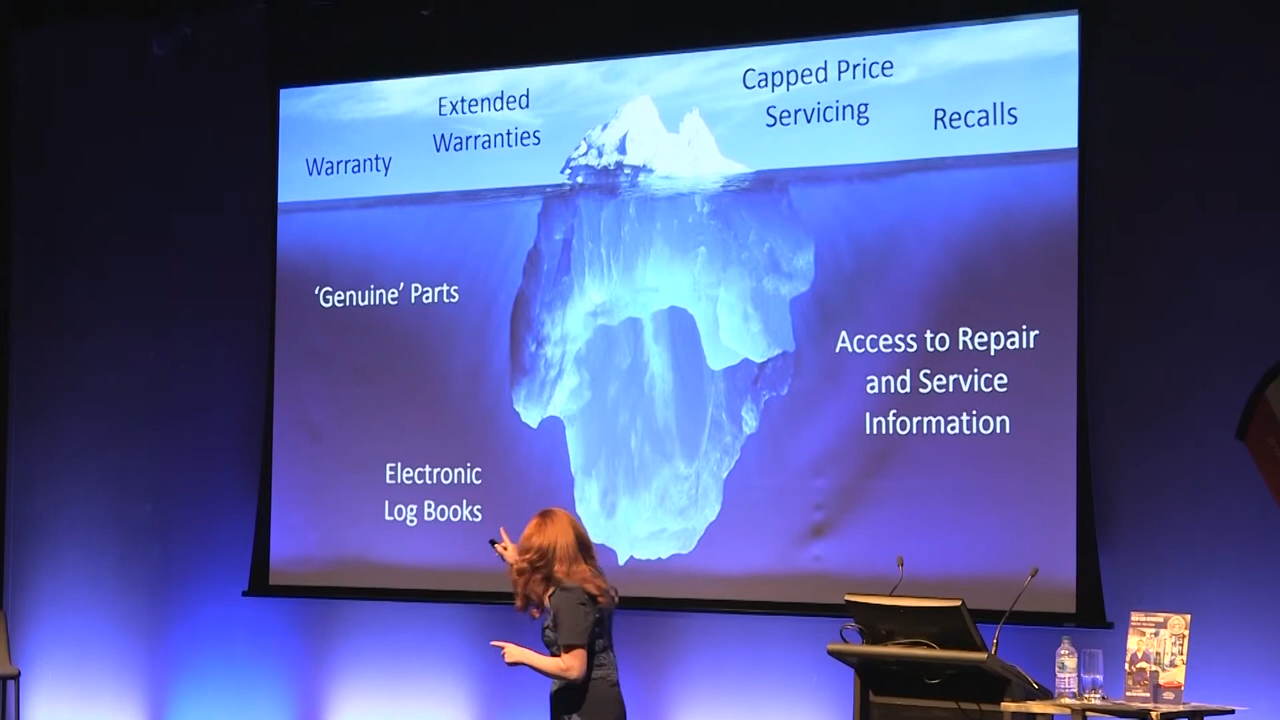 Extended
Warranties
Warranty
Capped Price
Servicing
Recalls
‘Genuine’ Parts
Access to Repair
and Service
Information
Electronic
Log Books